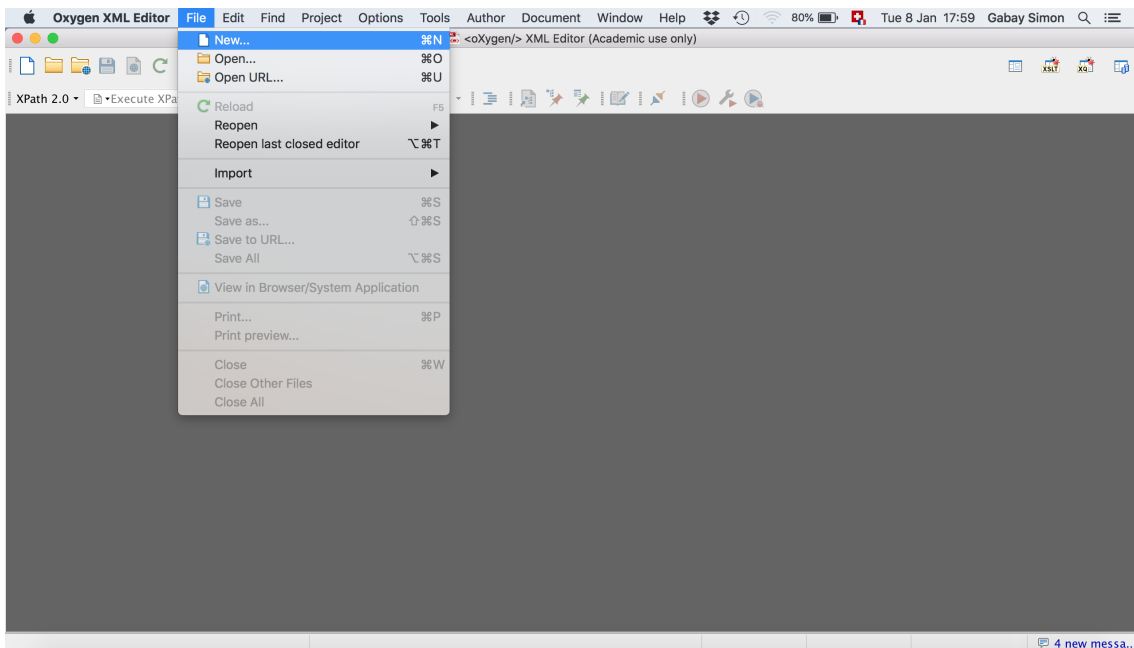 Oxygen XML Editor File Edit Find Project Options Tools Author Document Window Help 80% Tue 8 Jan 17:59 Gabay Simon
<oXygen/> XML Editor (Academic use only)
New... ⌘N
Open... ⌘O
Open URL... ⌘U
XSLT XQ
XPath 2.0 Execute XPa
Reload F5
Reopen
Reopen last closed editor ⌥⌘T
Import
Save ⌘S
Save as... ⇧⌘S
Save to URL...
Save All ⌥⌘S
View in Browser/System Application
Print... ⌘P
Print preview...
Close ⌘W
Close Other Files
Close All
4 new messa..